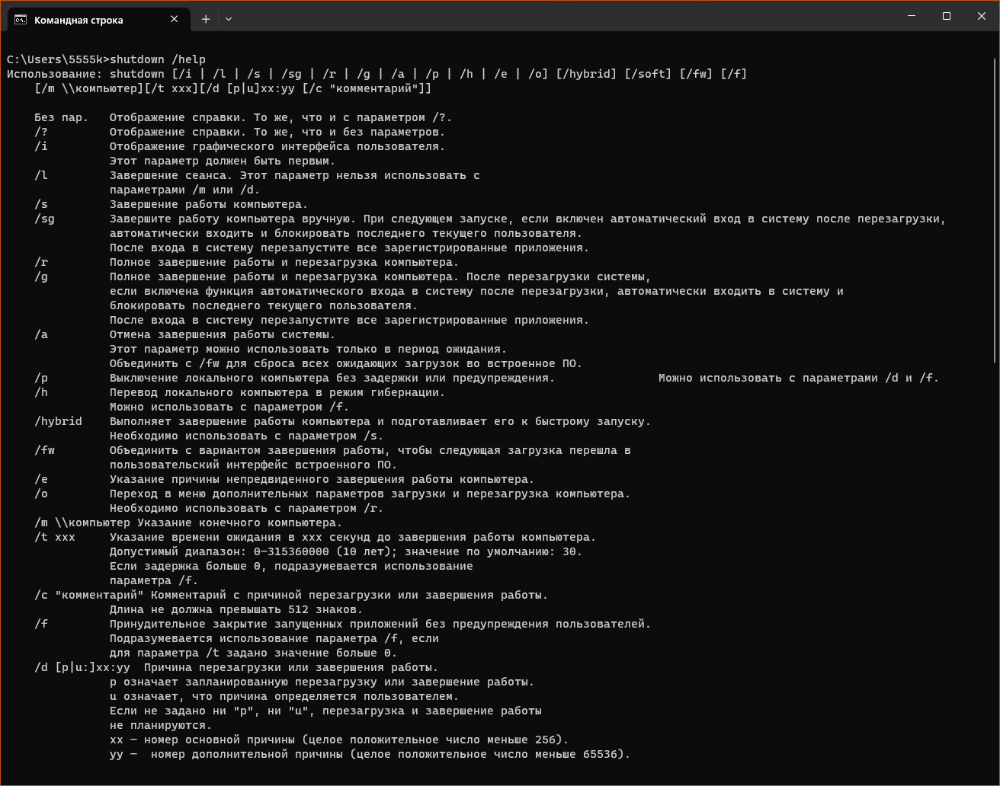 Командная строка
C:\Users\5555k>shutdown /help
Использование: shutdown [/i | /l | /s | /sg | /r | /g | /a | /p | /h | /e | /o] [/hybrid] [/soft] [/fw] [/f]
[/m \\компьютер][/t xxx][/d [p|u]xx:yy [/c "комментарий"]]
Без пар. Отображение справки. То же, что и с параметром /?.
/? Отображение справки. То же, что и без параметров.
/i Отображение графического интерфейса пользователя.
Этот параметр должен быть первым.
/l Завершение сеанса. Этот параметр нельзя использовать с
параметрами /m или /d.
/s Завершение работы компьютера.
/sg Завершите работу компьютера вручную. При следующем запуске, если включен автоматический вход в систему после перезагрузки,
автоматически входить и блокировать последнего текущего пользователя.
После входа в систему перезапустите все зарегистрированные приложения.
/r Полное завершение работы и перезагрузка компьютера.
/g Полное завершение работы и перезагрузка компьютера. После перезагрузки системы,
если включена функция автоматического входа в систему после перезагрузки, автоматически входить в систему и
блокировать последнего текущего пользователя.
После входа в систему перезапустите все зарегистрированные приложения.
/a Отмена завершения работы системы.
Этот параметр можно использовать только в период ожидания.
Объединить с /fw для сброса всех ожидающих загрузок во встроенное ПО.
/p Выключение локального компьютера без задержки или предупреждения. Можно использовать с параметрами /d и /f.
/h Перевод локального компьютера в режим гибернации.
Можно использовать с параметром /f.
/hybrid Выполняет завершение работы компьютера и подготавливает его к быстрому запуску.
Необходимо использовать с параметром /s.
/fw Объединить с вариантом завершения работы, чтобы следующая загрузка перешла в
пользовательский интерфейс встроенного ПО.
/e Указание причины непредвиденного завершения работы компьютера.
/o Переход в меню дополнительных параметров загрузки и перезагрузка компьютера.
Необходимо использовать с параметром /r.
/m \\компьютер Указание конечного компьютера.
/t xxx Указание времени ожидания в xxx секунд до завершения работы компьютера.
Допустимый диапазон: 0–315360000 (10 лет); значение по умолчанию: 30.
Если задержка больше 0, подразумевается использование
параметра /f.
/c "комментарий" Комментарий с причиной перезагрузки или завершения работы.
Длина не должна превышать 512 знаков.
/f Принудительное закрытие запущенных приложений без предупреждения пользователей.
Подразумевается использование параметра /f, если
для параметра /t задано значение больше 0.
/d [p|u:]xx:yy Причина перезагрузки или завершения работы.
p означает запланированную перезагрузку или завершение работы.
u означает, что причина определяется пользователем.
Если не задано ни "p", ни "u", перезагрузка и завершение работы
не планируются.
xx – номер основной причины (целое положительное число меньше 256).
yy – номер дополнительной причины (целое положительное число меньше 65536).